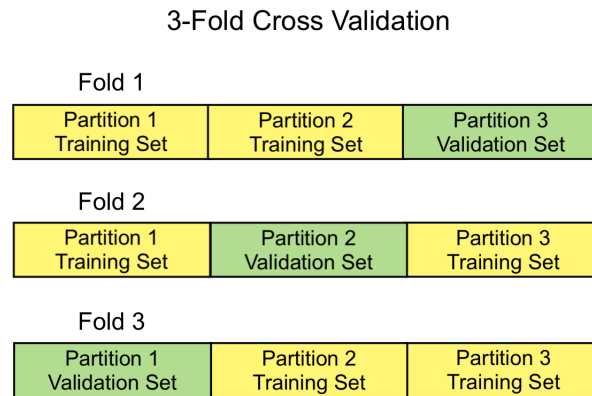 3-Fold Cross Validation
Fold 1
Partition 1 Partition 2 Partition 3
Training Set Training Set Validation Set
Fold 2
Partition 1 Partition 2 Partition 3
Training Set Validation Set Training Set
Fold 3
Partition 1 Partition 2 Partition 3
Validation Set Training Set Training Set